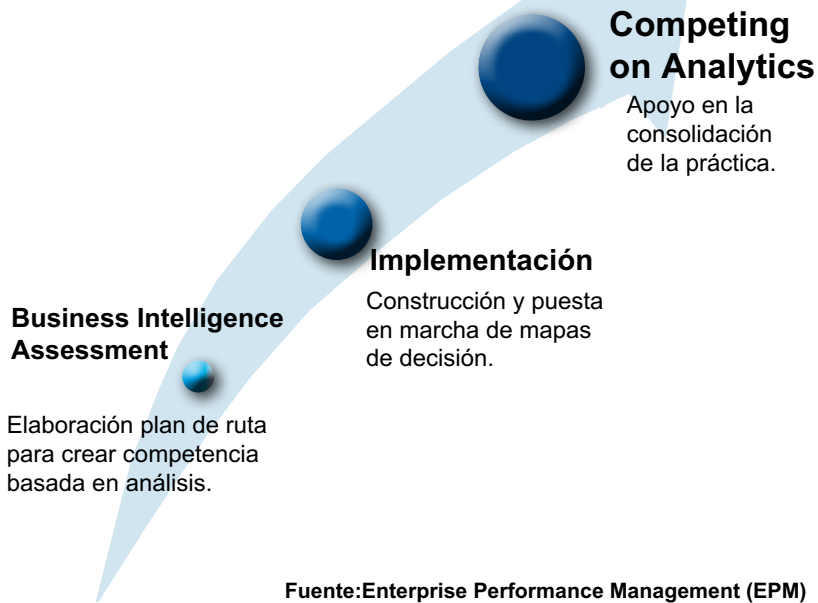 Competing
on Analytics
Apoyo en la
consolidación
de la práctica.
Implementación
Construcción y puesta
en marcha de mapas
de decisión.
Business Intelligence
Assessment
Elaboración plan de ruta
para crear competencia
basada en análisis.
Fuente:Enterprise Performance Management (EPM)